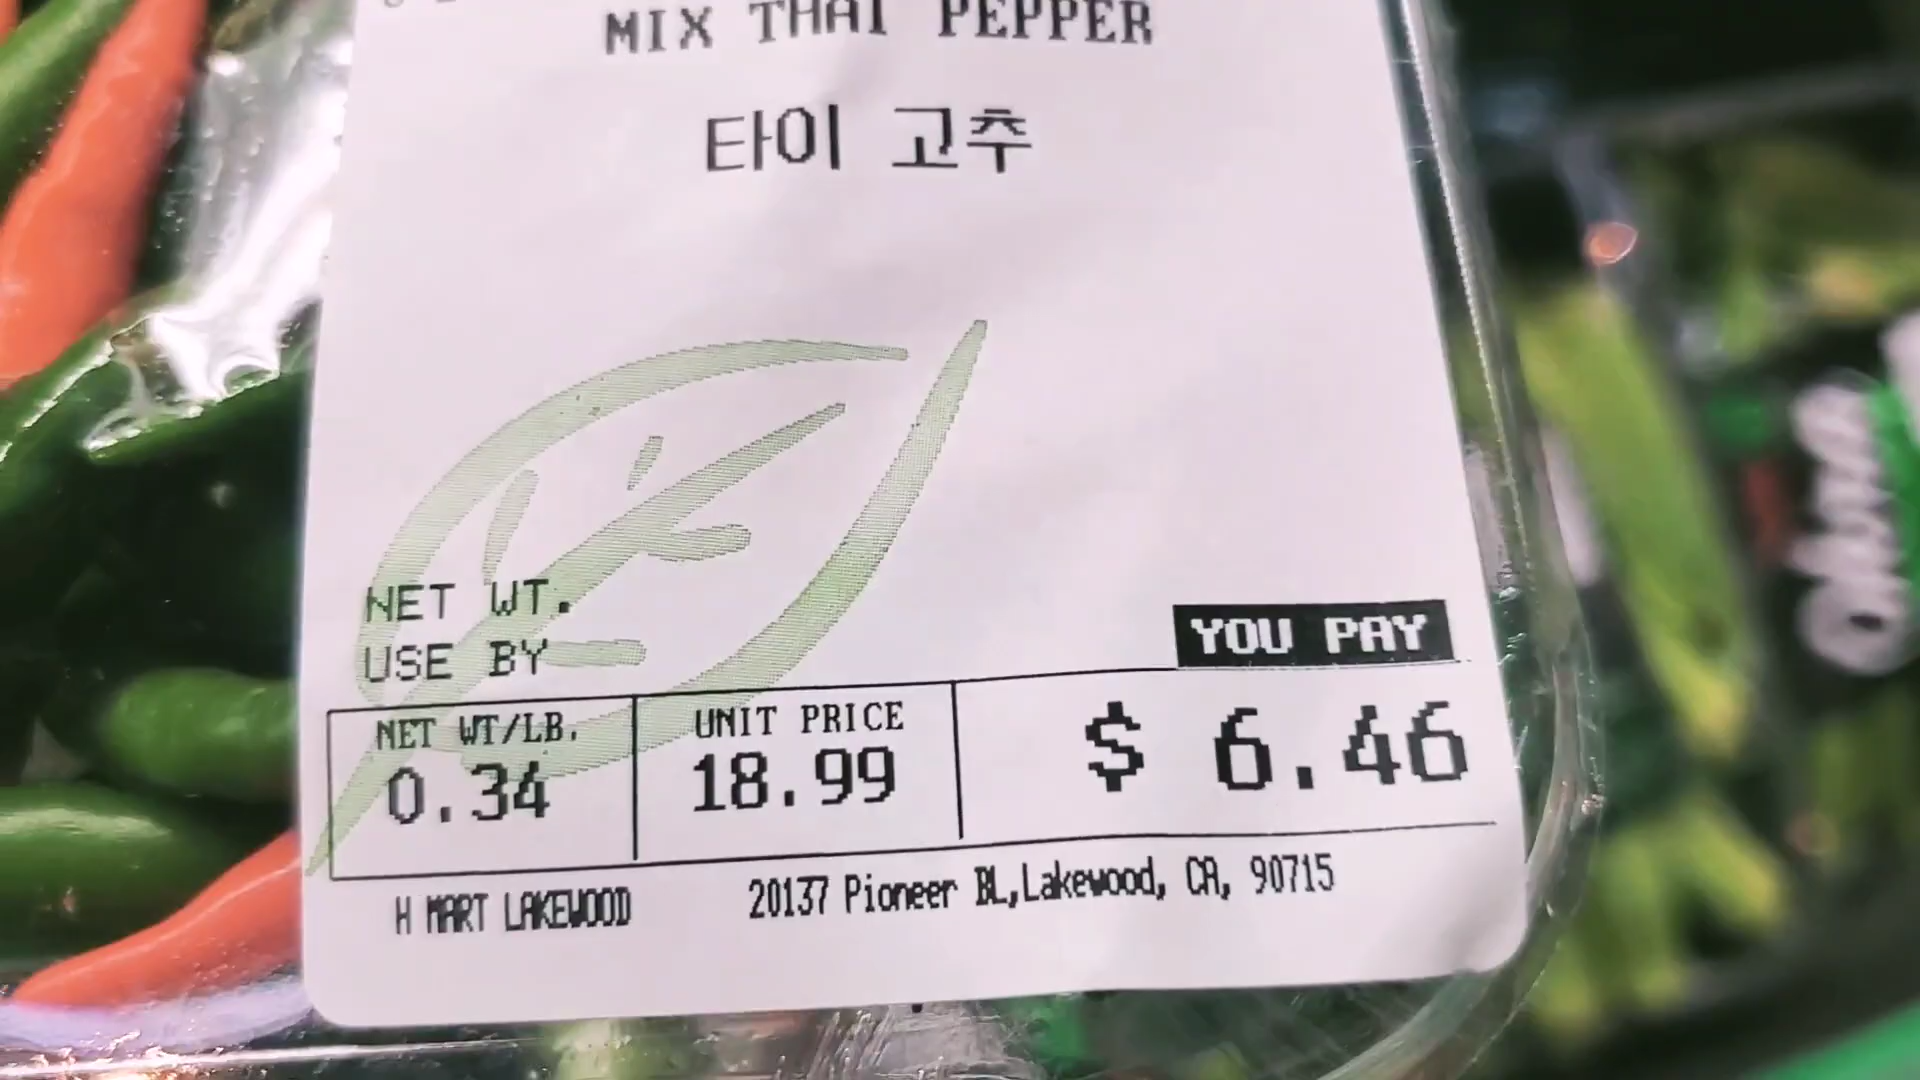 MIX THAI PEPPER
타이 고추
NET WT.
USE BY
YOU PAY
NET WT/LB. UNIT PRICE
0.34 18.99 $ 6.46
H MART LAKEWOOD 20137 Pioneer BL,Lakewood, CA, 90715